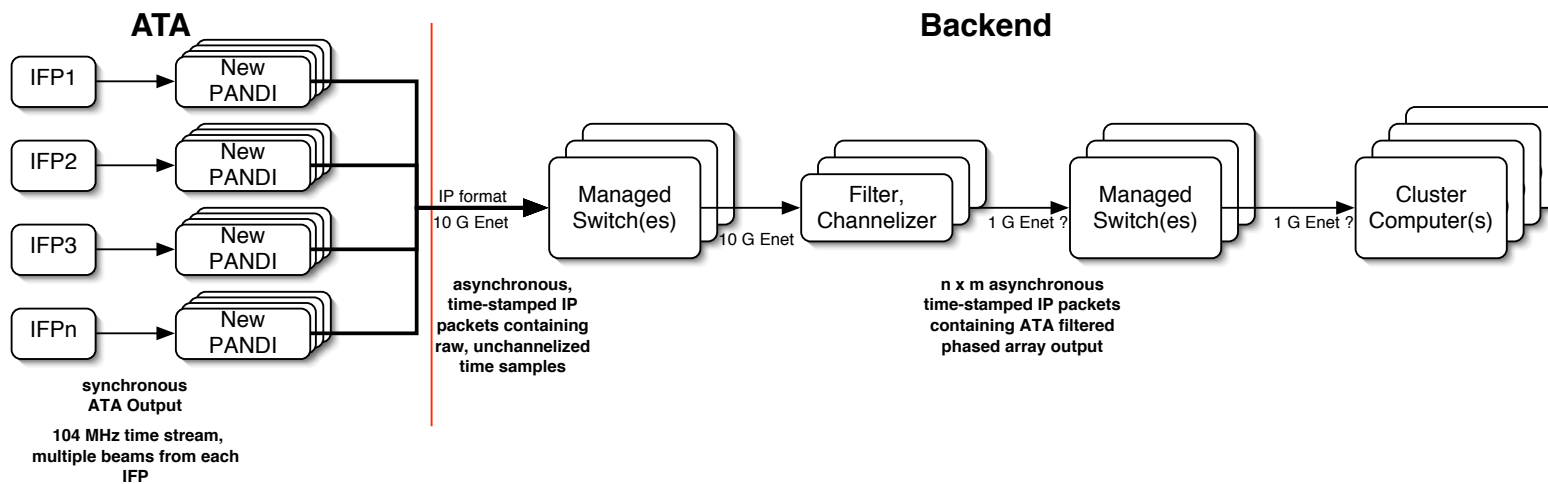 ATA
Backend
IFP1
New
PANDI
IFP2
New
PANDI
IFP3
New
PANDI
IFPn
New
PANDI
synchronous
ATA Output
104 MHz time stream,
multiple beams from each
IFP
IP format
10 G Enet
asynchronous,
time-stamped IP
packets containing
raw, unchannelized
time samples
Managed
Switch(es)
10 G Enet
Filter,
Channelizer
1 G Enet ?
n x m asynchronous
time-stamped IP packets
containing ATA filtered
phased array output
Managed
Switch(es)
1 G Enet ?
Cluster
Computer(s)